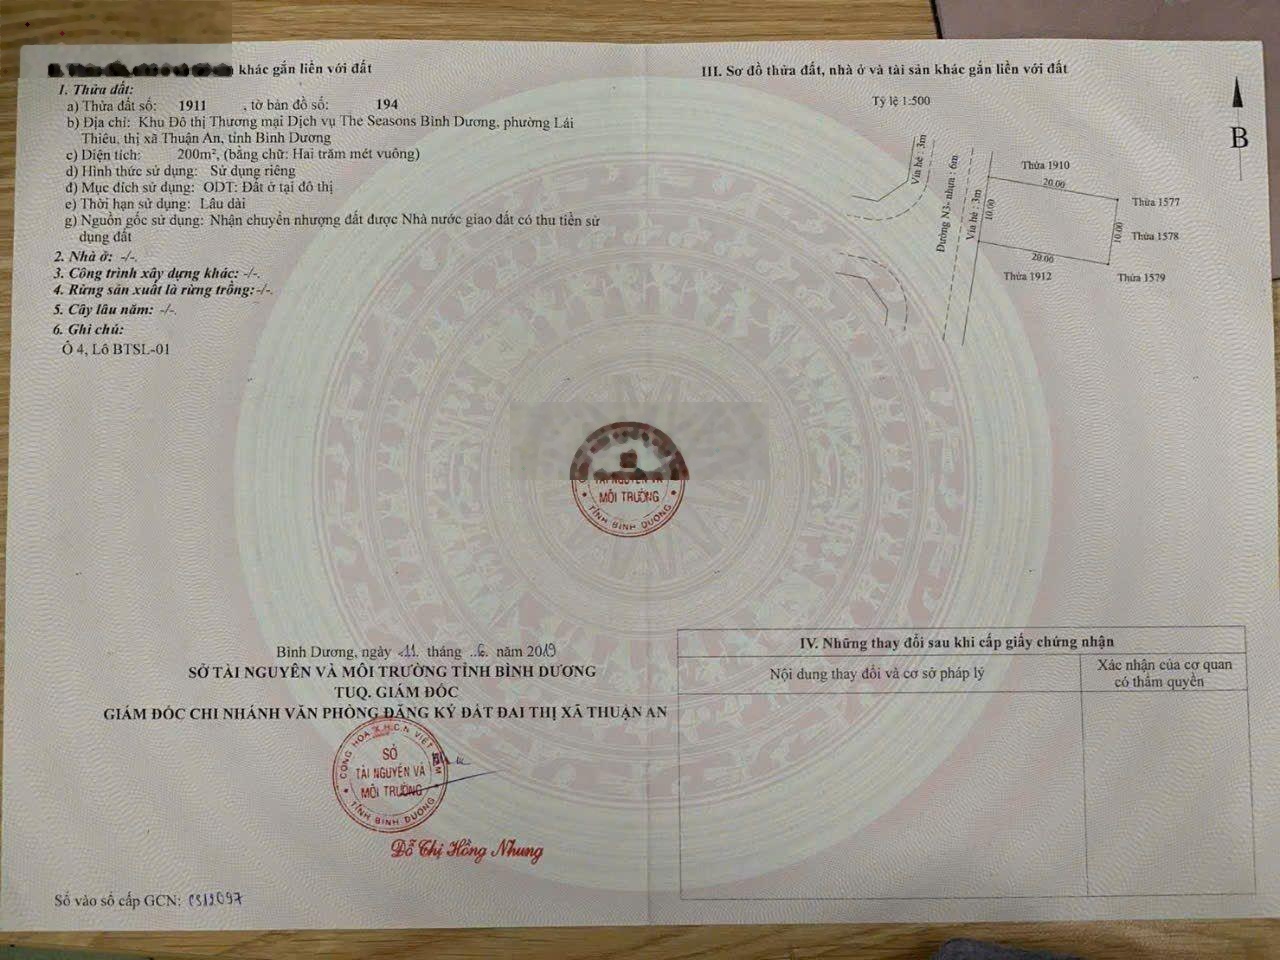 khác gắn liền với đất
1. Thửa đất:
a) Thửa đất số: 1911 , tờ bản đồ số: 194
b) Địa chỉ: Khu Đô thị Thương mại Dịch vụ The Seasons Bình Dương, phường Lái
Thiêu, thị xã Thuận An, tỉnh Bình Dương
c) Diện tích: 200m², (bằng chữ: Hai trăm mét vuông)
d) Hình thức sử dụng: Sử dụng riêng
đ) Mục đích sử dụng: ODT: Đất ở tại đô thị
e) Thời hạn sử dụng: Lâu dài
g) Nguồn gốc sử dụng: Nhận chuyển nhượng đất được Nhà nước giao đất có thu tiền sử
dụng đất
2. Nhà ở: -/-.
3. Công trình xây dựng khác: -/-.
4. Rừng sản xuất là rừng trồng:-/-.
5. Cây lâu năm: -/-.
6. Ghi chú:
Ô 4, Lô BTSL-01
III. Sơ đồ thửa đất, nhà ở và tài sản khác gắn liền với đất
Tỷ lệ 1:500
B
Vỉa hè : 3m
Đường N3- nhựa : 6m
Vỉa hè : 3m
Thửa 1910
20.00
10.00
Thửa 1577
10.00
Thửa 1578
20.00
Thửa 1912
Thửa 1579
TÀI NGUYÊN VÀ
MÔI TRƯỜNG
TỈNH BÌNH DƯƠNG
Bình Dương, ngày 11 tháng 6 năm 2019
SỞ TÀI NGUYÊN VÀ MÔI TRƯỜNG TỈNH BÌNH DƯƠNG
TUQ. GIÁM ĐỐC
GIÁM ĐỐC CHI NHÁNH VĂN PHÒNG ĐĂNG KÝ ĐẤT ĐAI THỊ XÃ THUẬN AN
CỘNG HÒA X.H.C.N VIỆT NAM
SỞ
TÀI NGUYÊN VÀ
MÔI TRƯỜNG
TỈNH BÌNH DƯƠNG
Đỗ Thị Hồng Nhung
Số vào sổ cấp GCN: CS12097
IV. Những thay đổi sau khi cấp giấy chứng nhận
Nội dung thay đổi và cơ sở pháp lý
Xác nhận của cơ quan
có thẩm quyền